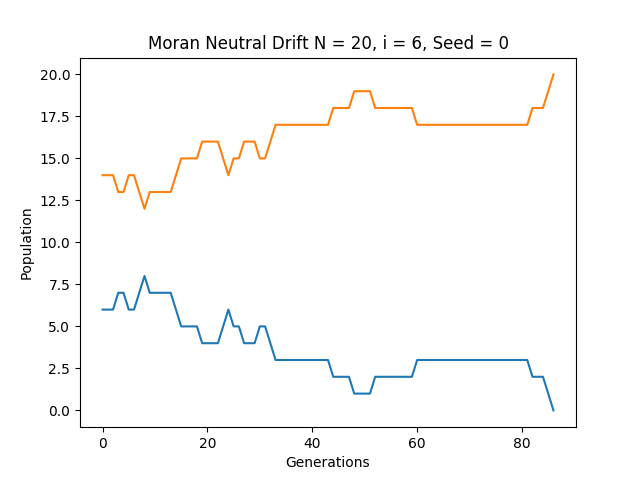 Moran Neutral Drift N = 20, i = 6, Seed = 0
20.0
17.5
15.0
12.5
10.0
7.5
5.0
2.5
0.0
Population
0 20 40 60 80
Generations